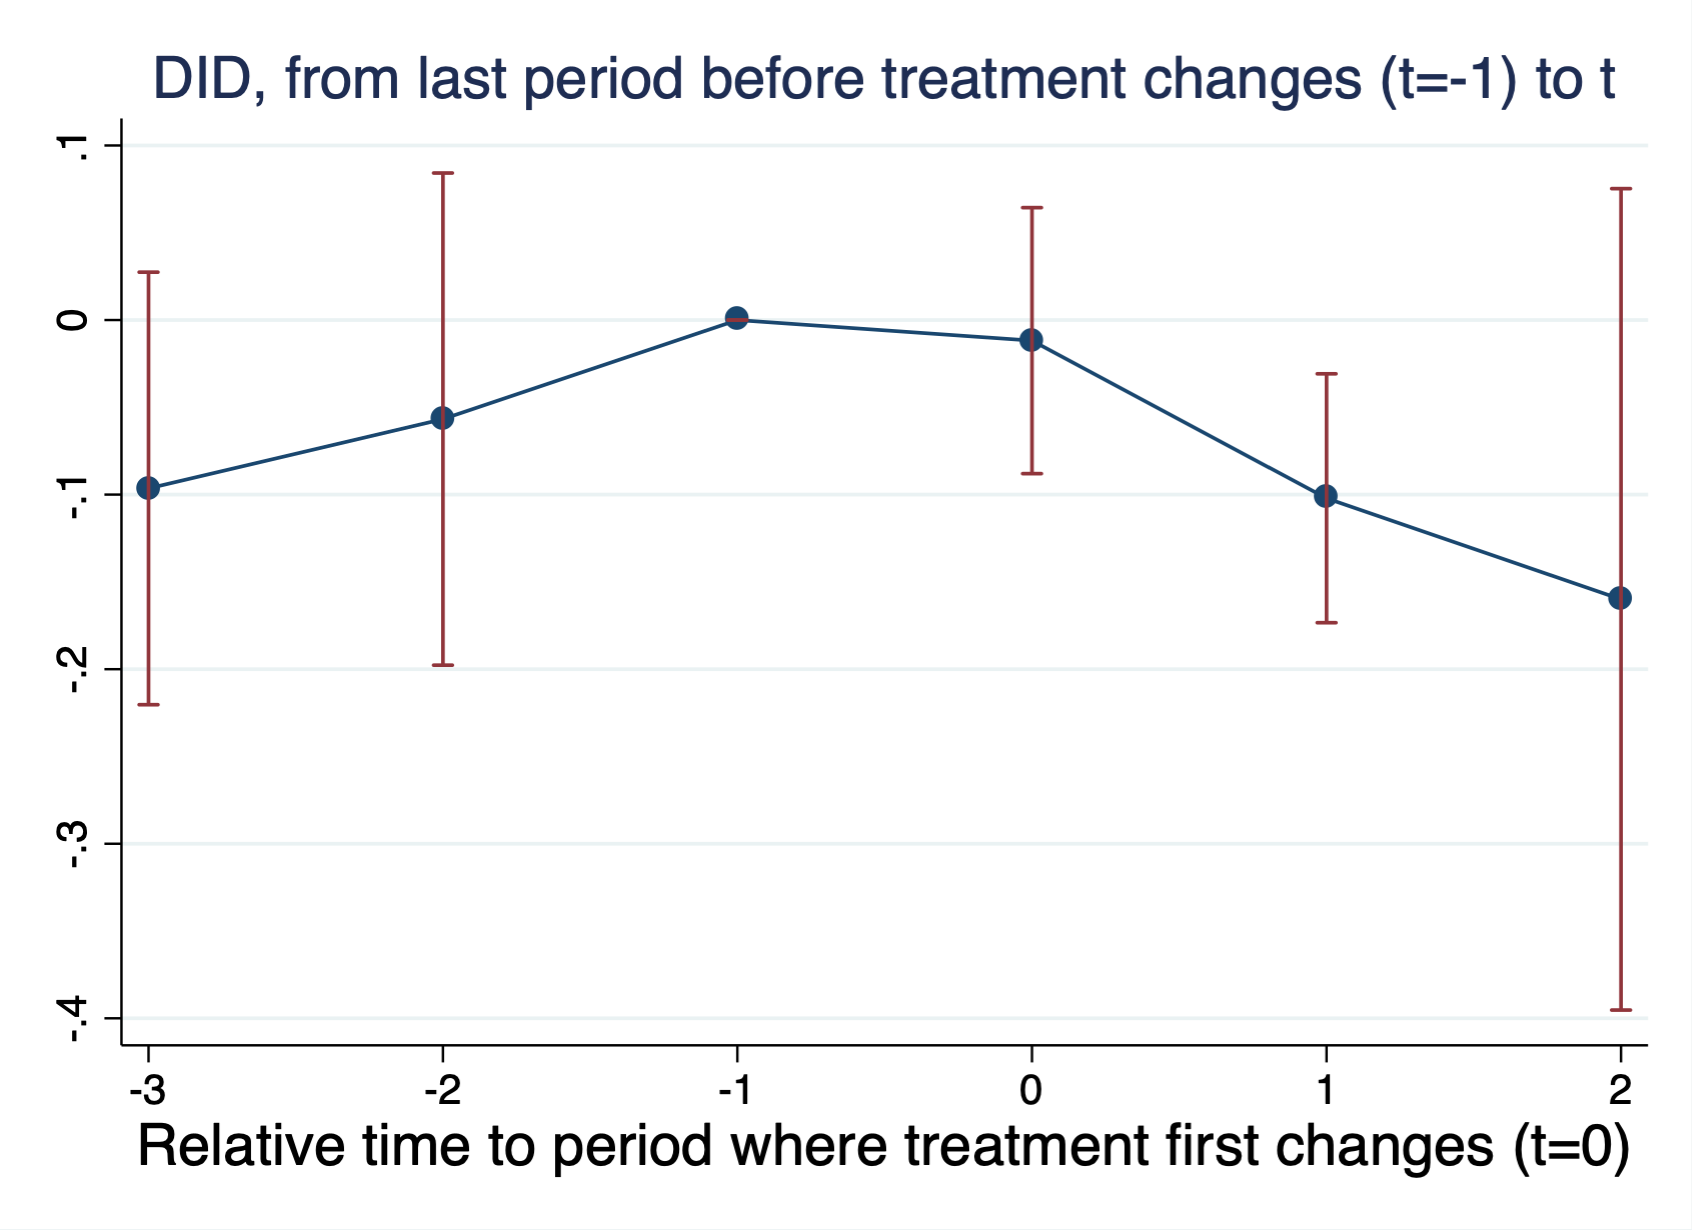 DID, from last period before treatment changes (t=-1) to t
.1
0
-.1
-.2
-.3
-.4
-3 -2 -1 0 1 2
Relative time to period where treatment first changes (t=0)